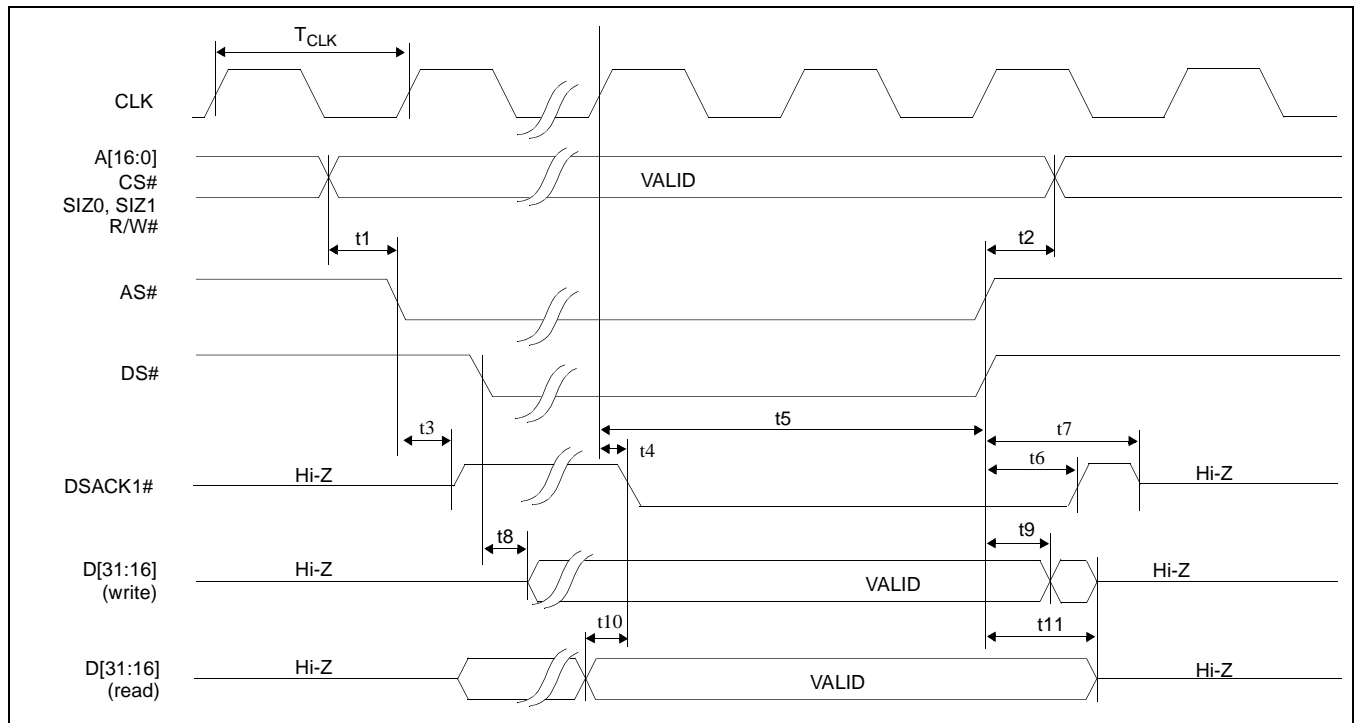 TCLK
CLK
A[16:0]
CS#
VALID
SIZ0, SIZ1
R/W#
t1
t2
AS#
DS#
t5
t3
t4
t7
t6
DSACK1#
Hi-Z
Hi-Z
t8
t9
D[31:16]
(write)
Hi-Z
VALID
Hi-Z
t10
t11
D[31:16]
(read)
Hi-Z
VALID
Hi-Z